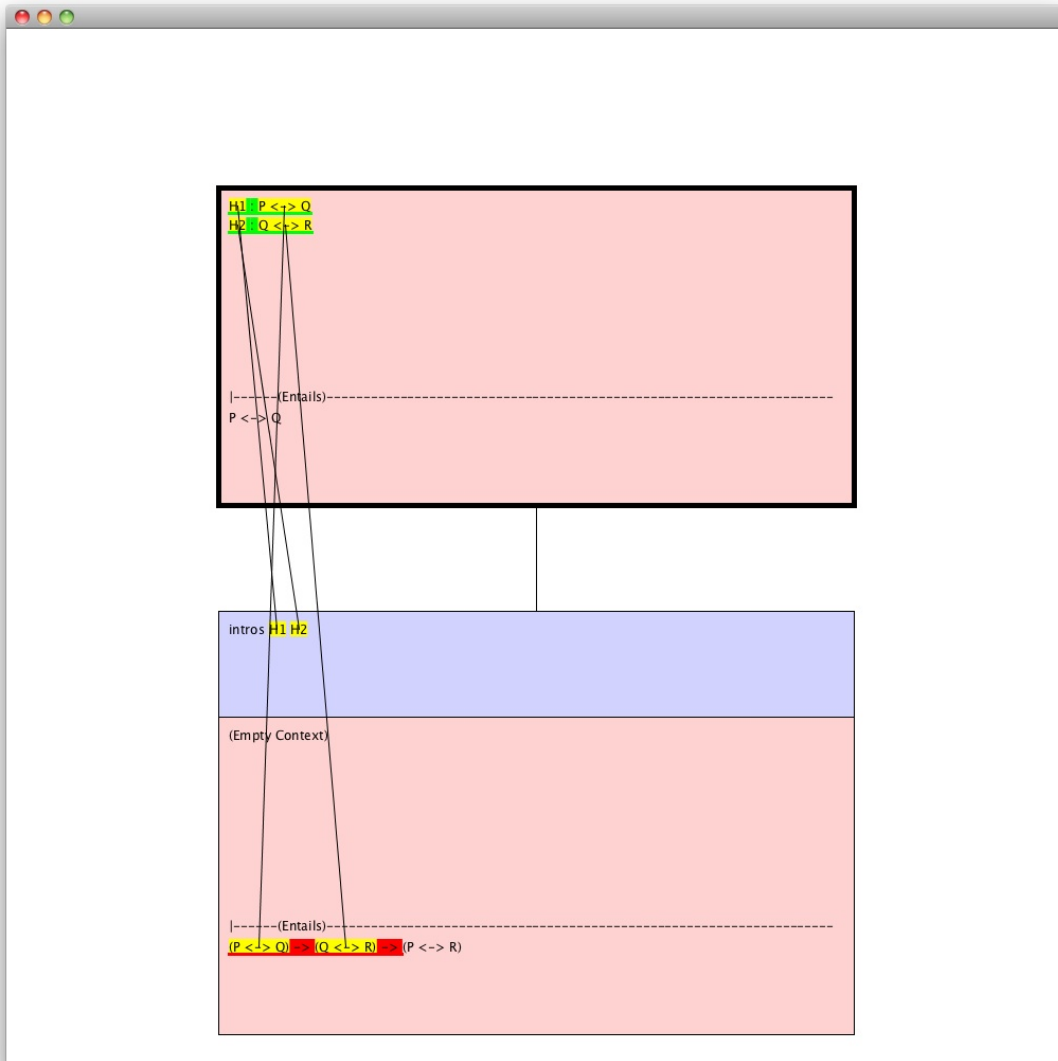 H1 : P <-> Q
H2 : Q <-> R
|------(Entails)---------------------------------------------------------------------
P <-> Q
intros H1 H2
(Empty Context)
|------(Entails)---------------------------------------------------------------------
(P <-> Q) -> (Q <-> R) -> (P <-> R)